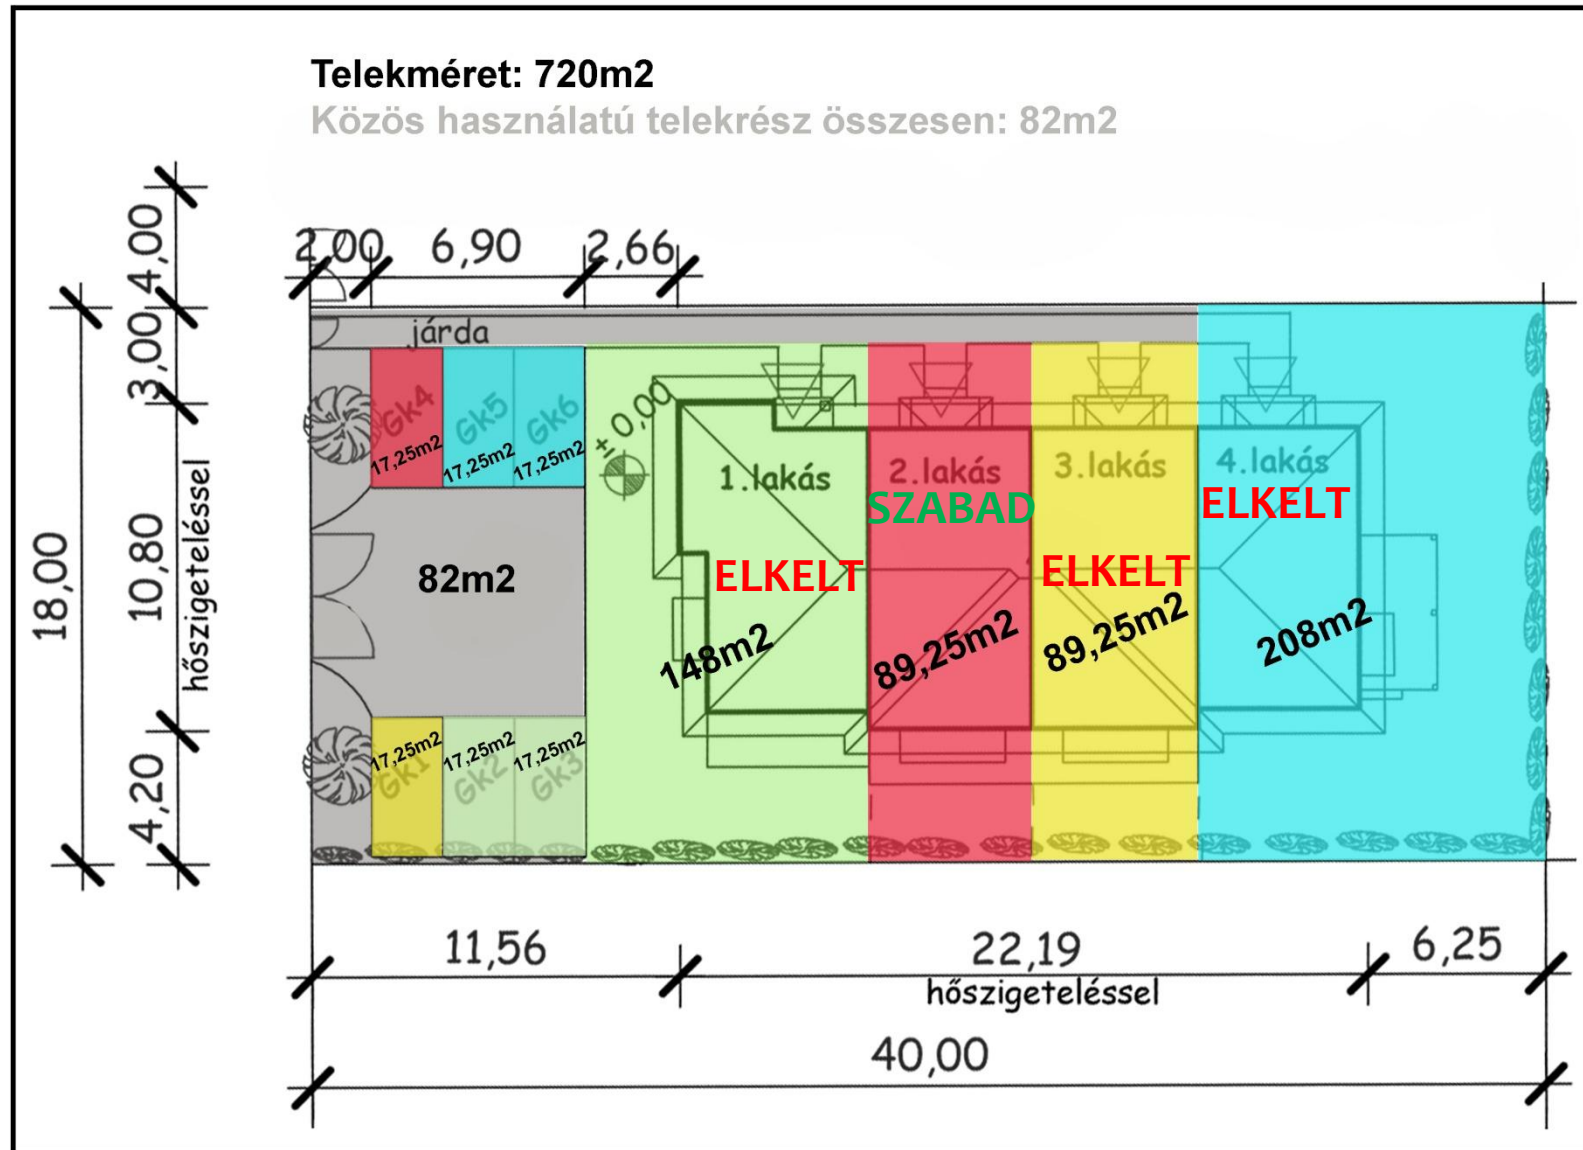 Telekméret: 720m2
Közös használatú telekrész összesen: 82m2
2,00 6,90 2,66
4,00
3,00
10,80
hőszigeteléssel
4,20
18,00
járda
Gk4 17,25m2
Gk5 17,25m2
Gk6 17,25m2
± 0,00
82m2
17,25m2 Gk1
17,25m2 Gk2
17,25m2 Gk3
1.lakás
ELKELT
148m2
2.lakás
SZABAD
89,25m2
3.lakás
ELKELT
89,25m2
4.lakás
ELKELT
208m2
11,56 22,19 6,25
hőszigeteléssel
40,00